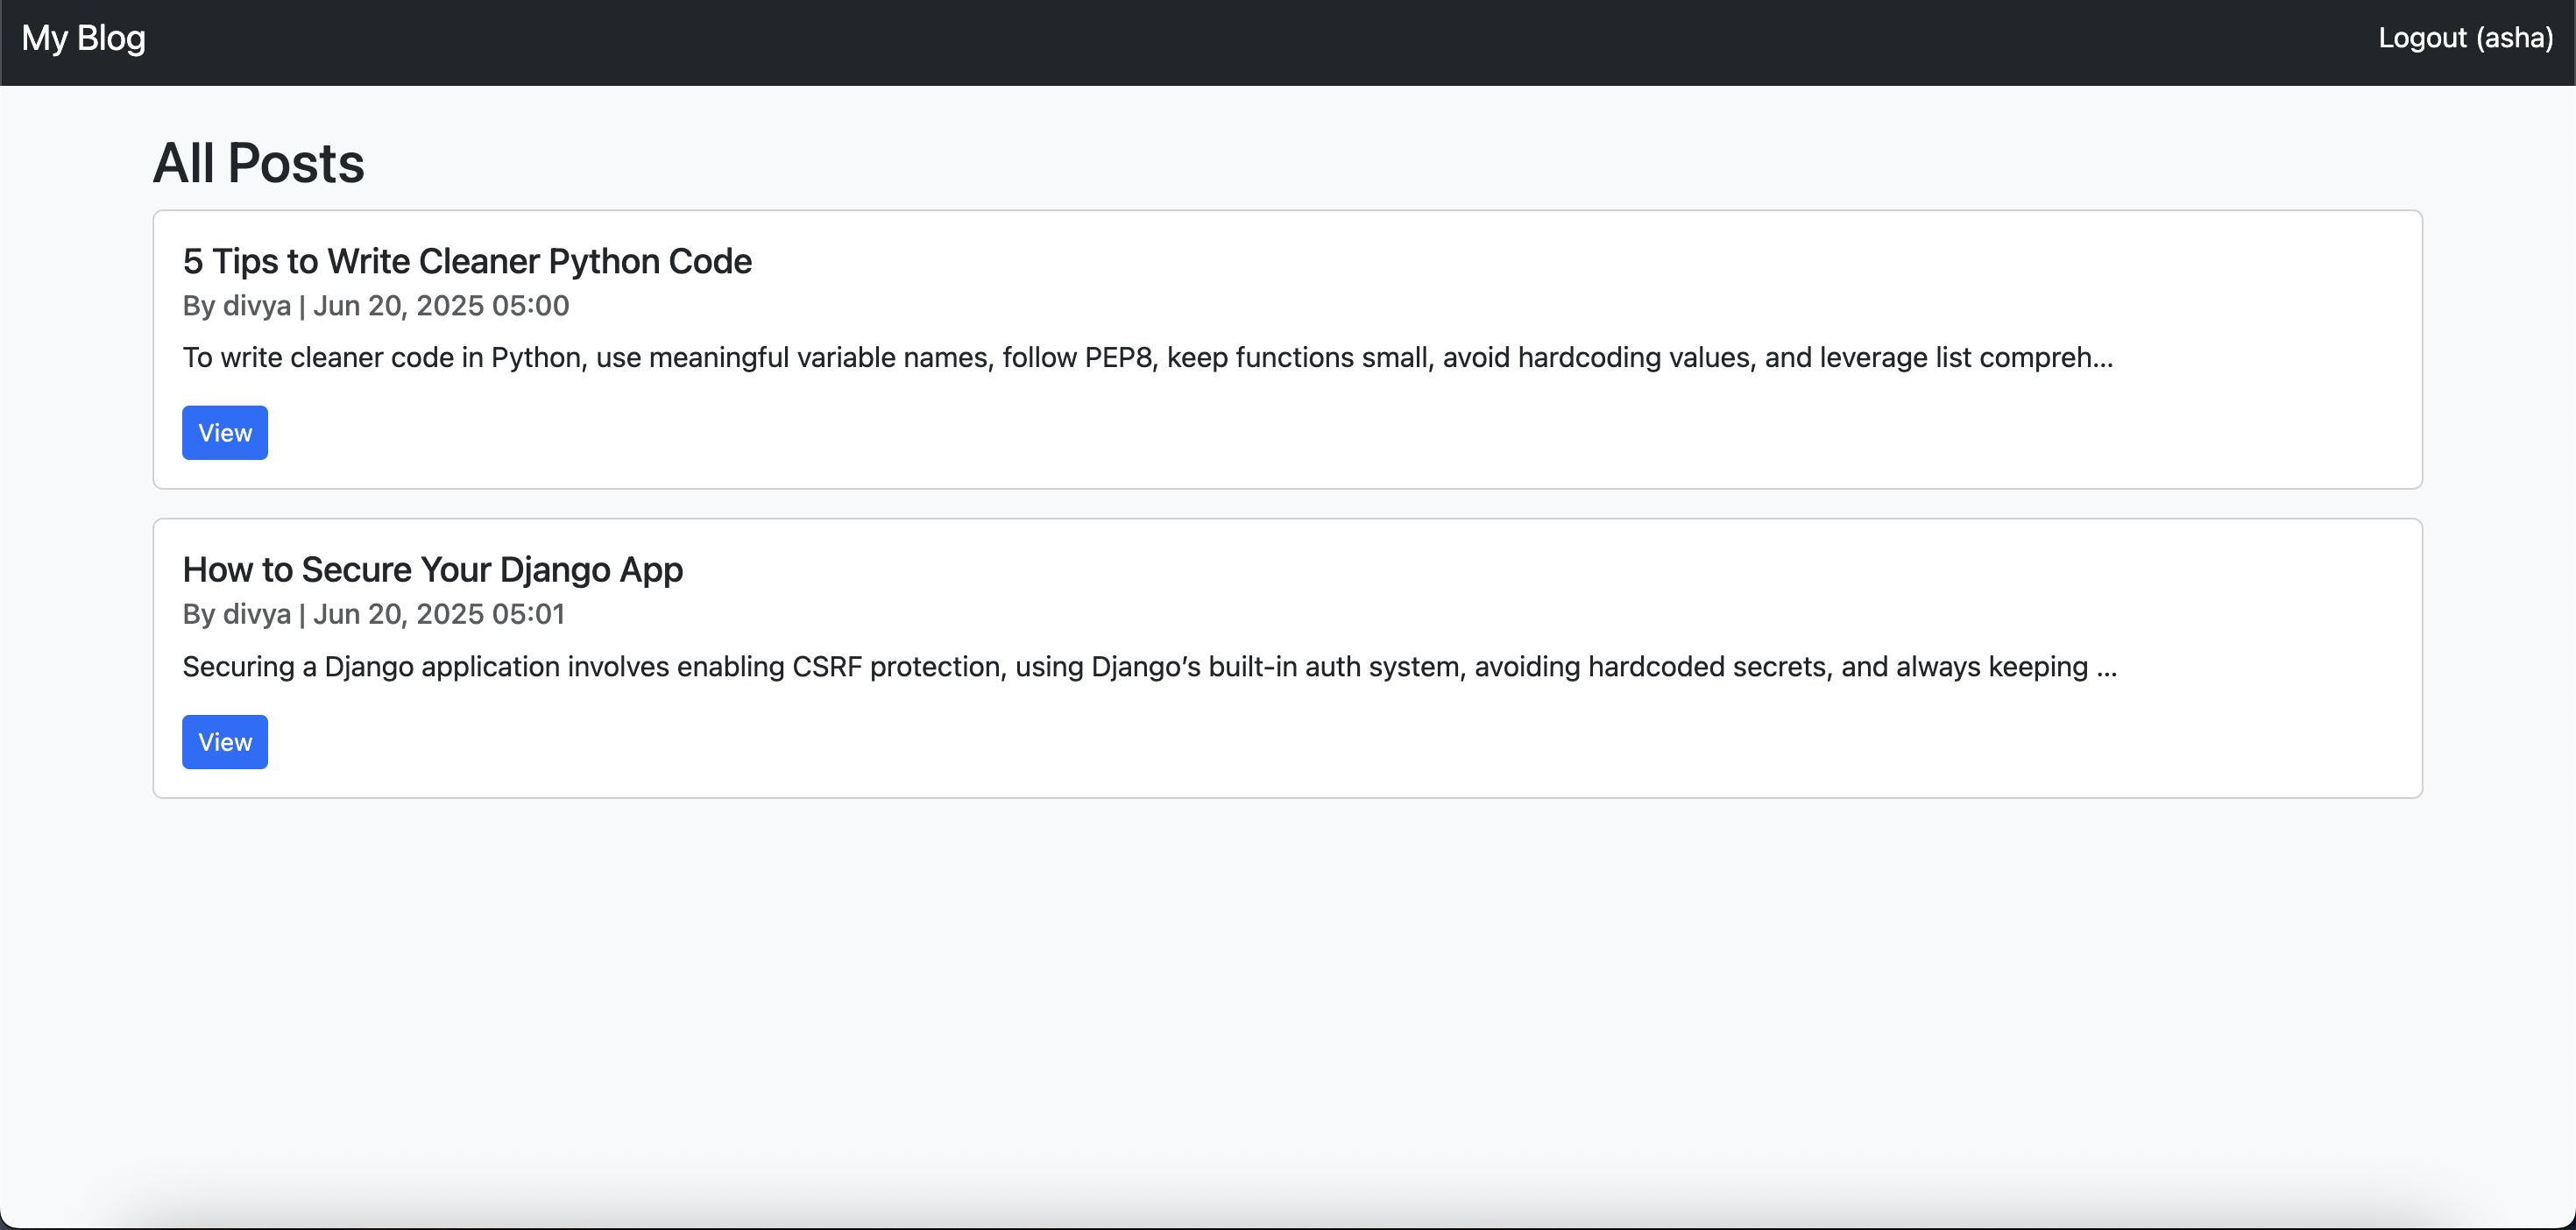 My Blog
Logout (asha)
All Posts
5 Tips to Write Cleaner Python Code
By divya | Jun 20, 2025 05:00
To write cleaner code in Python, use meaningful variable names, follow PEP8, keep functions small, avoid hardcoding values, and leverage list compreh...
View
How to Secure Your Django App
By divya | Jun 20, 2025 05:01
Securing a Django application involves enabling CSRF protection, using Django’s built-in auth system, avoiding hardcoded secrets, and always keeping ...
View